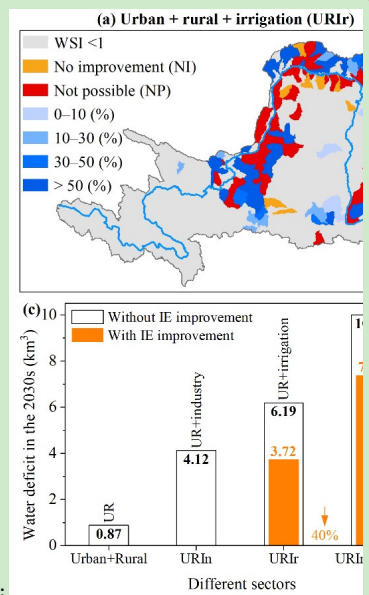 (a) Urban + rural + irrigation (URIr)
WSI <1
No improvement (NI)
Not possible (NP)
0–10 (%)
10–30 (%)
30–50 (%)
> 50 (%)
(c)
Water deficit in the 2030s (km³)
10
8
6
4
2
0
Without IE improvement
With IE improvement
UR
0.87
UR+industry
4.12
UR+irrigation
6.19
3.72
40%
Urban+Rural
URIn
URIr
Different sectors